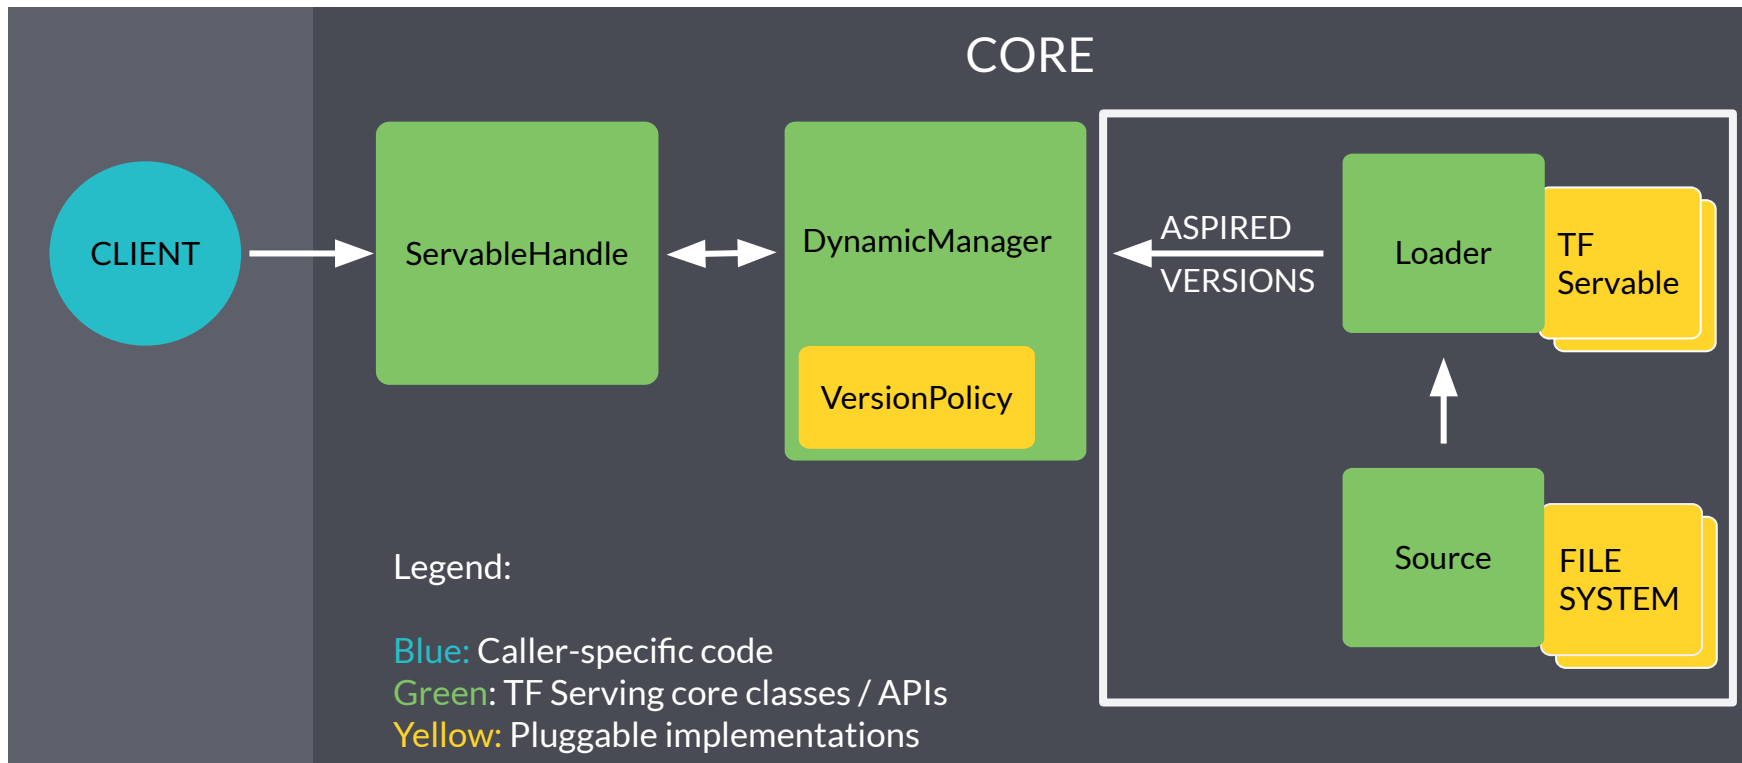 CORE
CLIENT
ServableHandle
DynamicManager
VersionPolicy
ASPIRED
VERSIONS
Loader
TF
Servable
Source
FILE
SYSTEM
Legend:
Blue: Caller-specific code
Green: TF Serving core classes / APIs
Yellow: Pluggable implementations